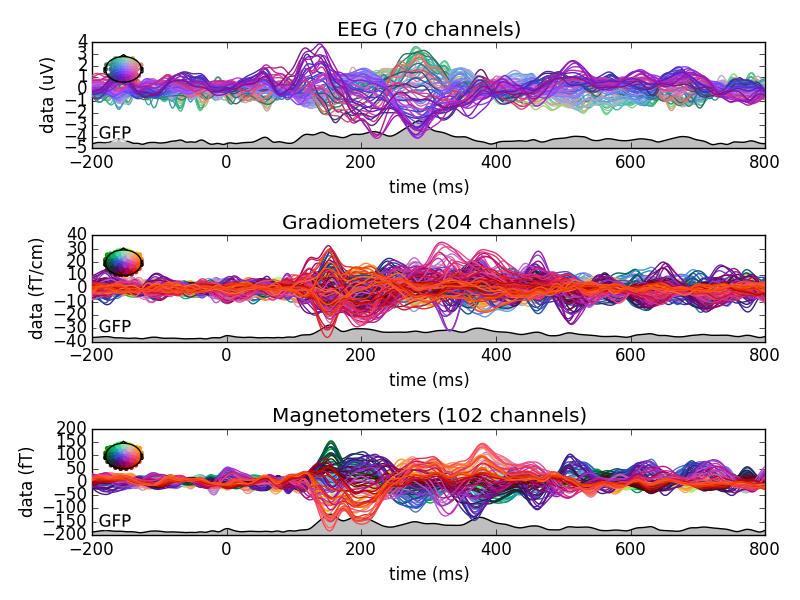 EEG (70 channels)
4
3
2
1
0
−1
−2
−3
−4
−5
data (uV)
GFP
−200 0 200 400 600 800
time (ms)
Gradiometers (204 channels)
40
30
20
10
0
−10
−20
−30
−40
data (fT/cm)
GFP
−200 0 200 400 600 800
time (ms)
Magnetometers (102 channels)
200
150
100
50
0
−50
−100
−150
−200
data (fT)
GFP
−200 0 200 400 600 800
time (ms)